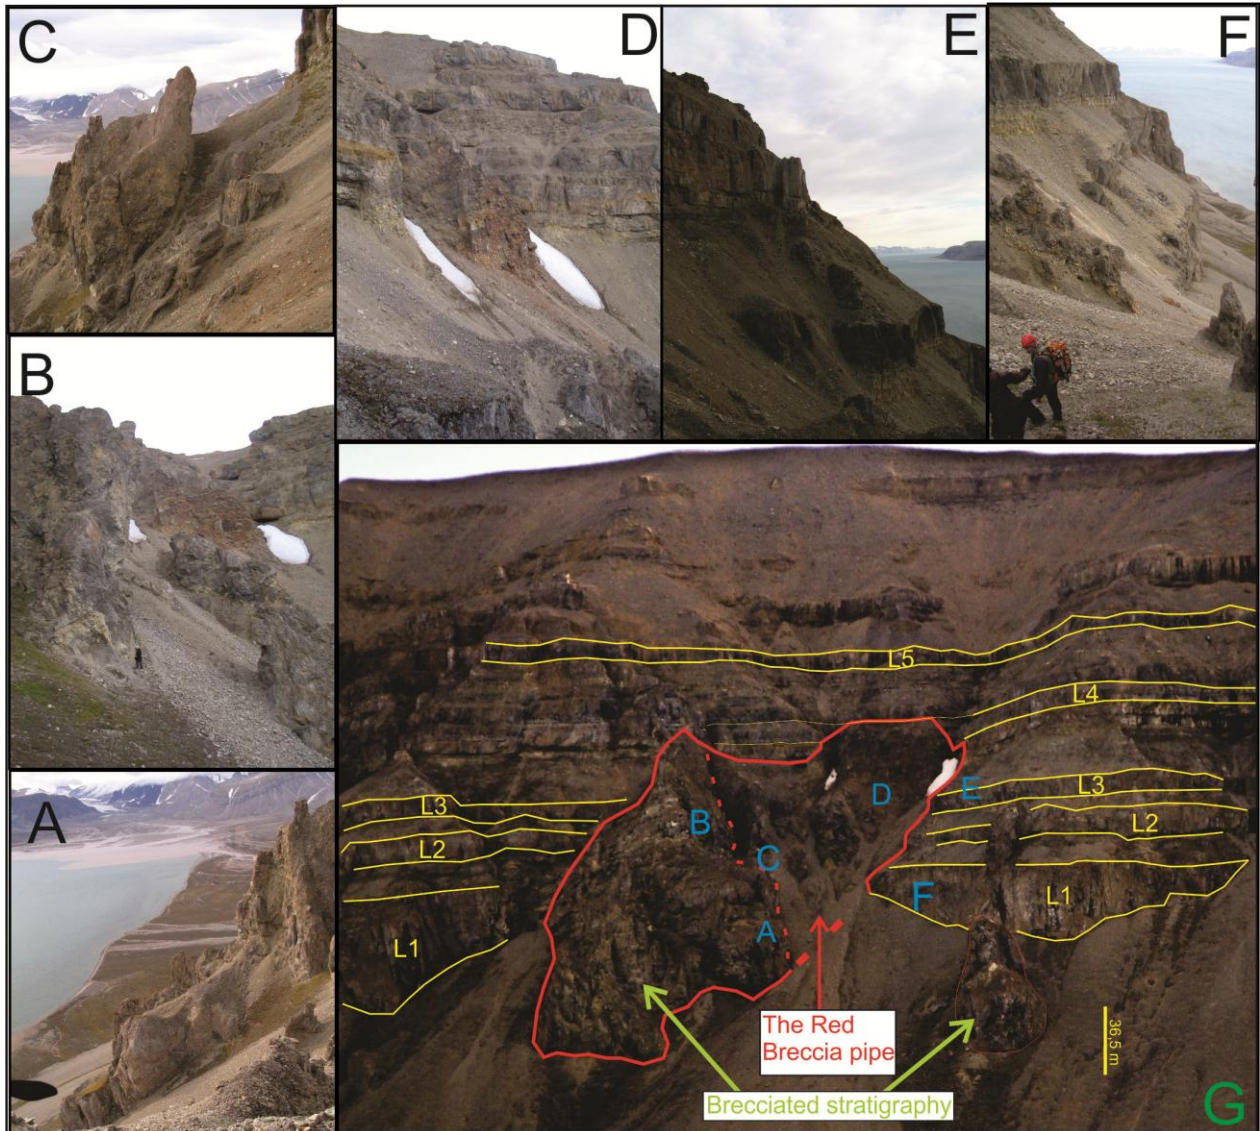 C
D
E
F
B
A
L5
L4
L3
L3
L2
L2
L1
L1
B
C
A
D
E
F
The Red
Breccia pipe
Brecciated stratigraphy
36.5 m
G